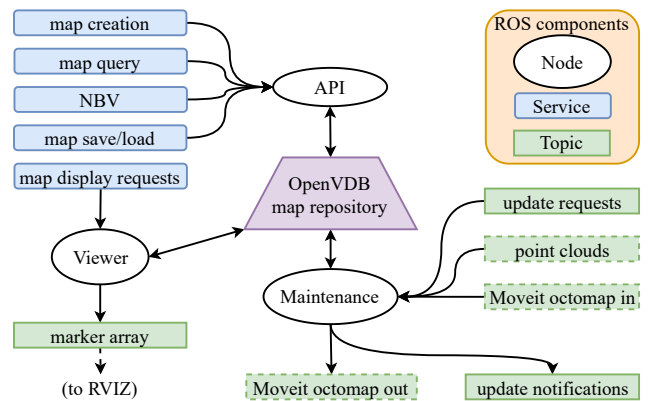 map creation
map query
NBV
map save/load
map display requests
API
ROS components
Node
Service
Topic
OpenVDB
map repository
Viewer
Maintenance
update requests
point clouds
Moveit octomap in
marker array
(to RVIZ)
Moveit octomap out
update notifications